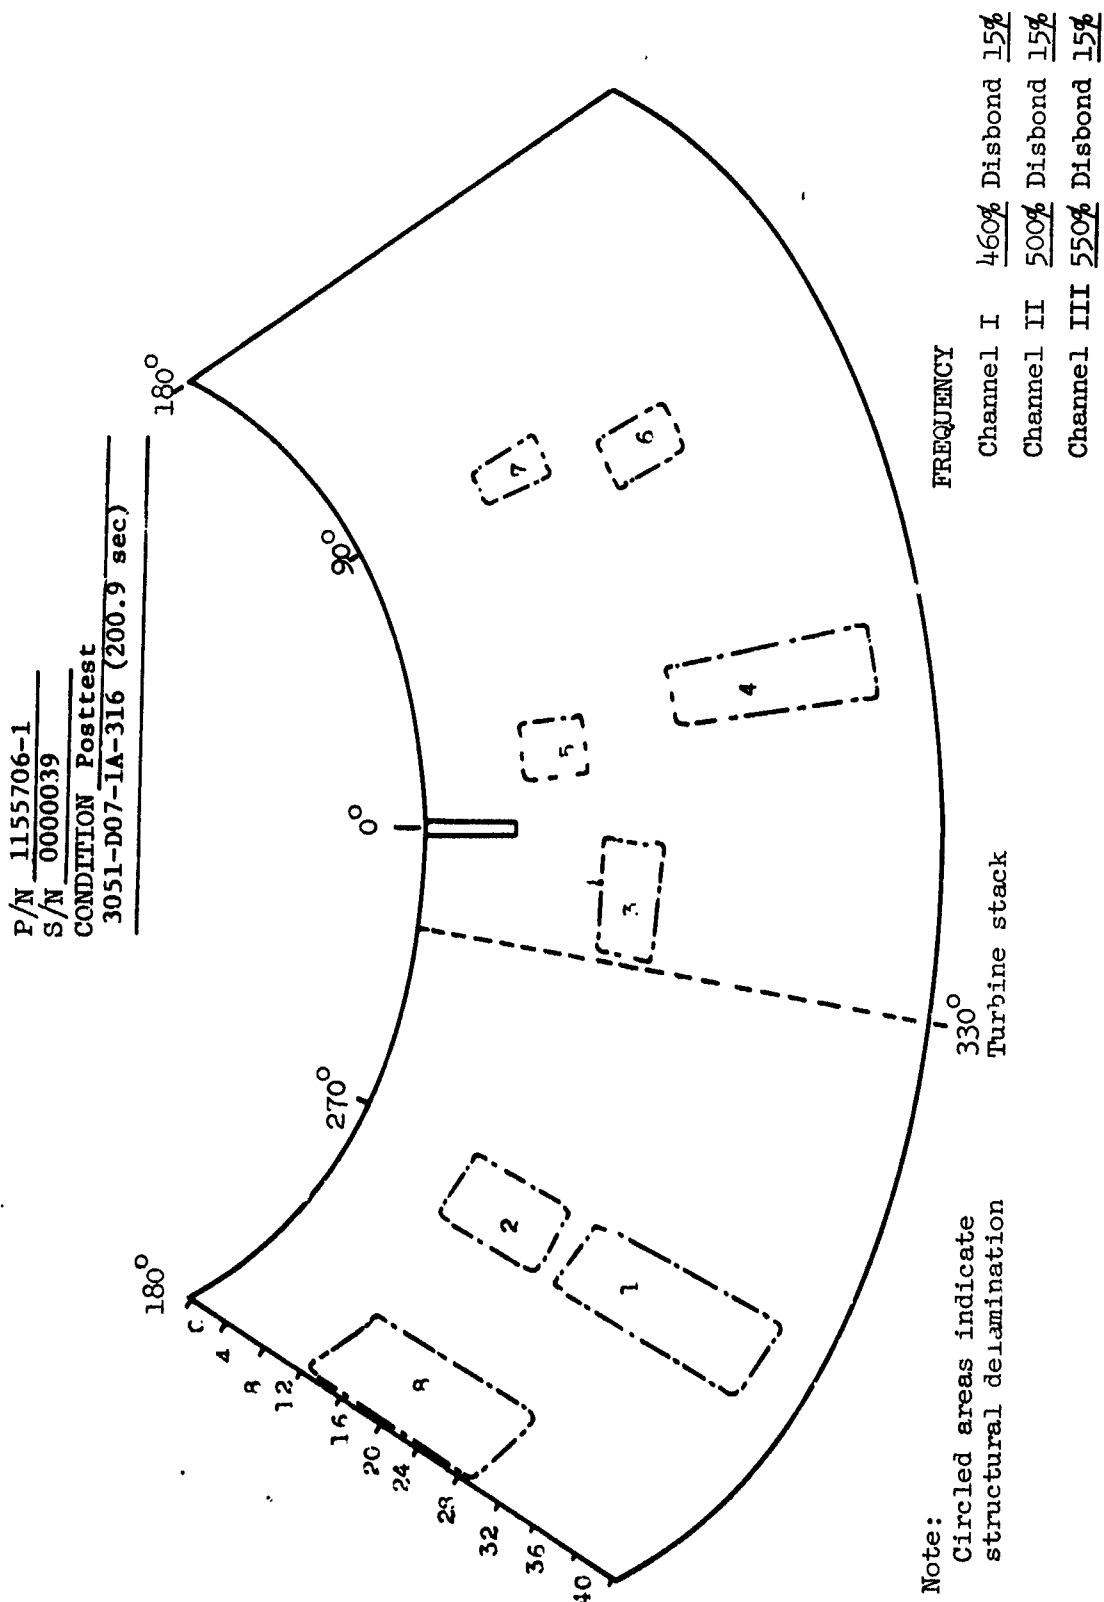 P/N 1155706-1
S/N 0000039
CONDITION Posttest
3051-D07-1A-316 (200.9 sec)
180°
270°
0°
90°
180°
0
4
8
12
16
20
24
28
32
36
40
8
1
2
3
5
4
7
6
330°
Turbine stack
Note:
Circled areas indicate
structural delamination
FREQUENCY
Channel I 460% Disbond 15%
Channel II 500% Disbond 15%
Channel III 550% Disbond 15%